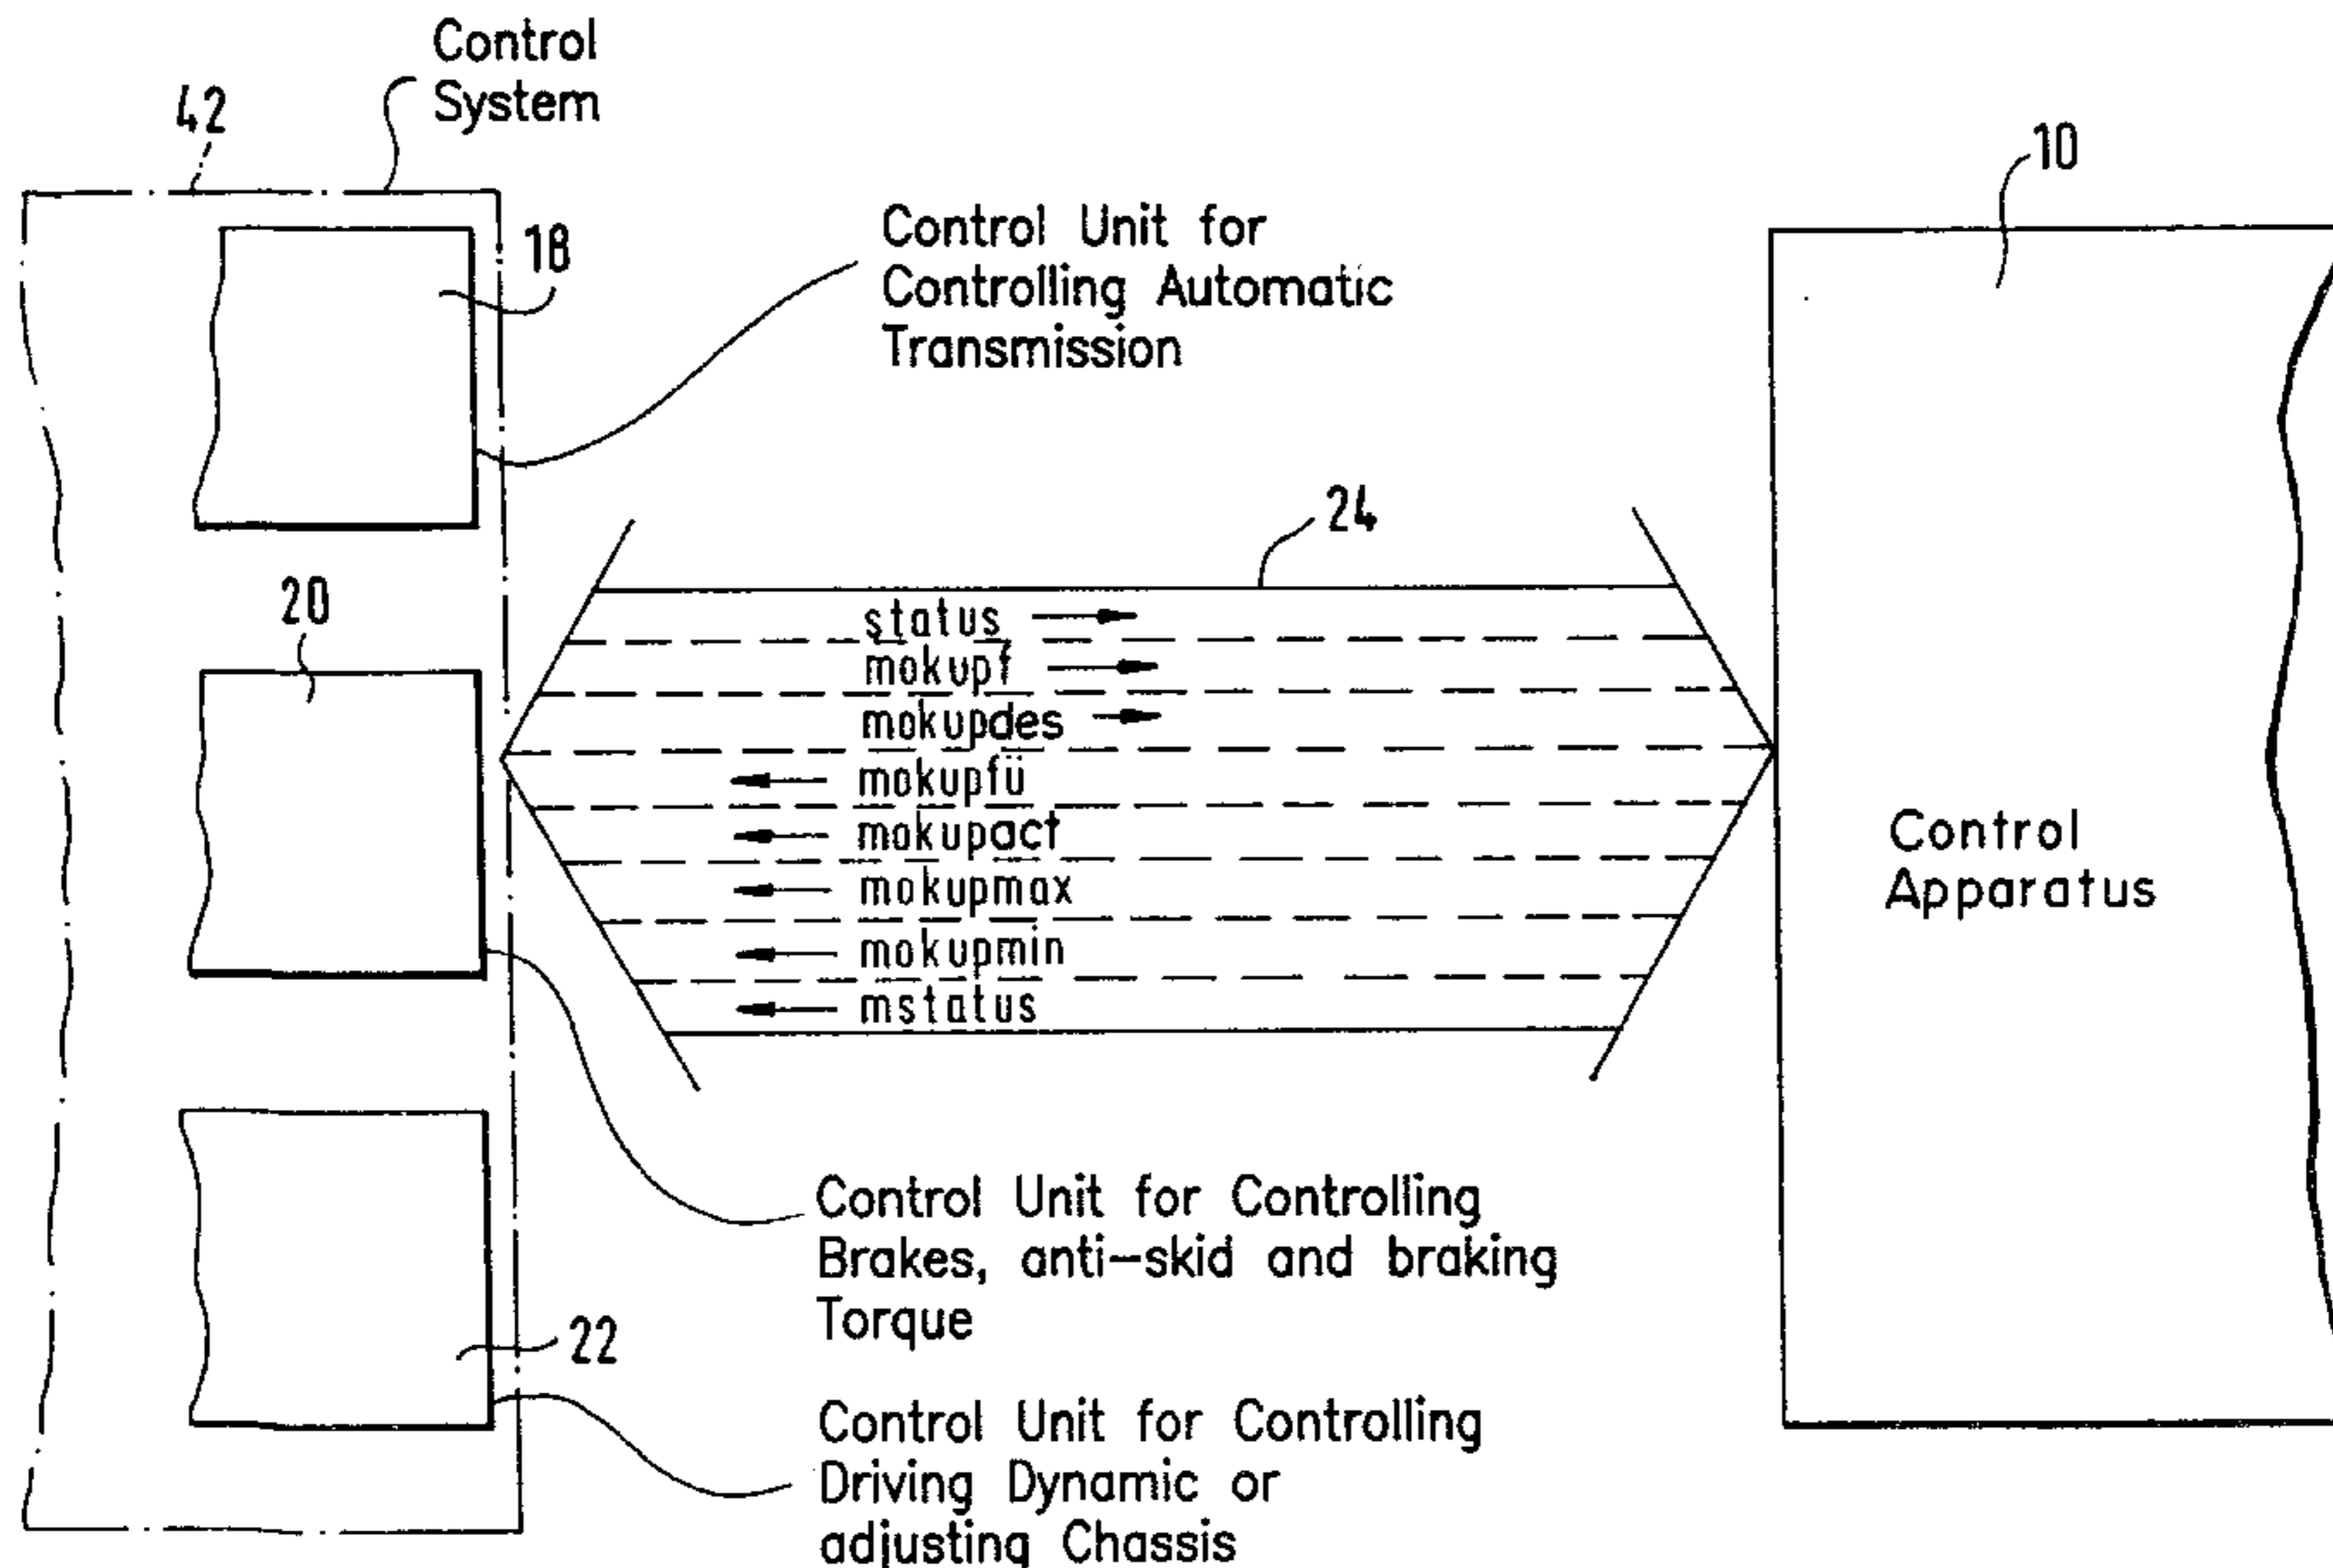 Control
System
42
10
18
Control Unit for
Controlling Automatic
Transmission
24
20
status
mokupf
mokupdes
mokupfü
mokupact
mokupmax
mokupmin
mstatus
Control
Apparatus
Control Unit for Controlling
Brakes, anti-skid and braking
Torque
22
Control Unit for Controlling
Driving Dynamic or
adjusting Chassis